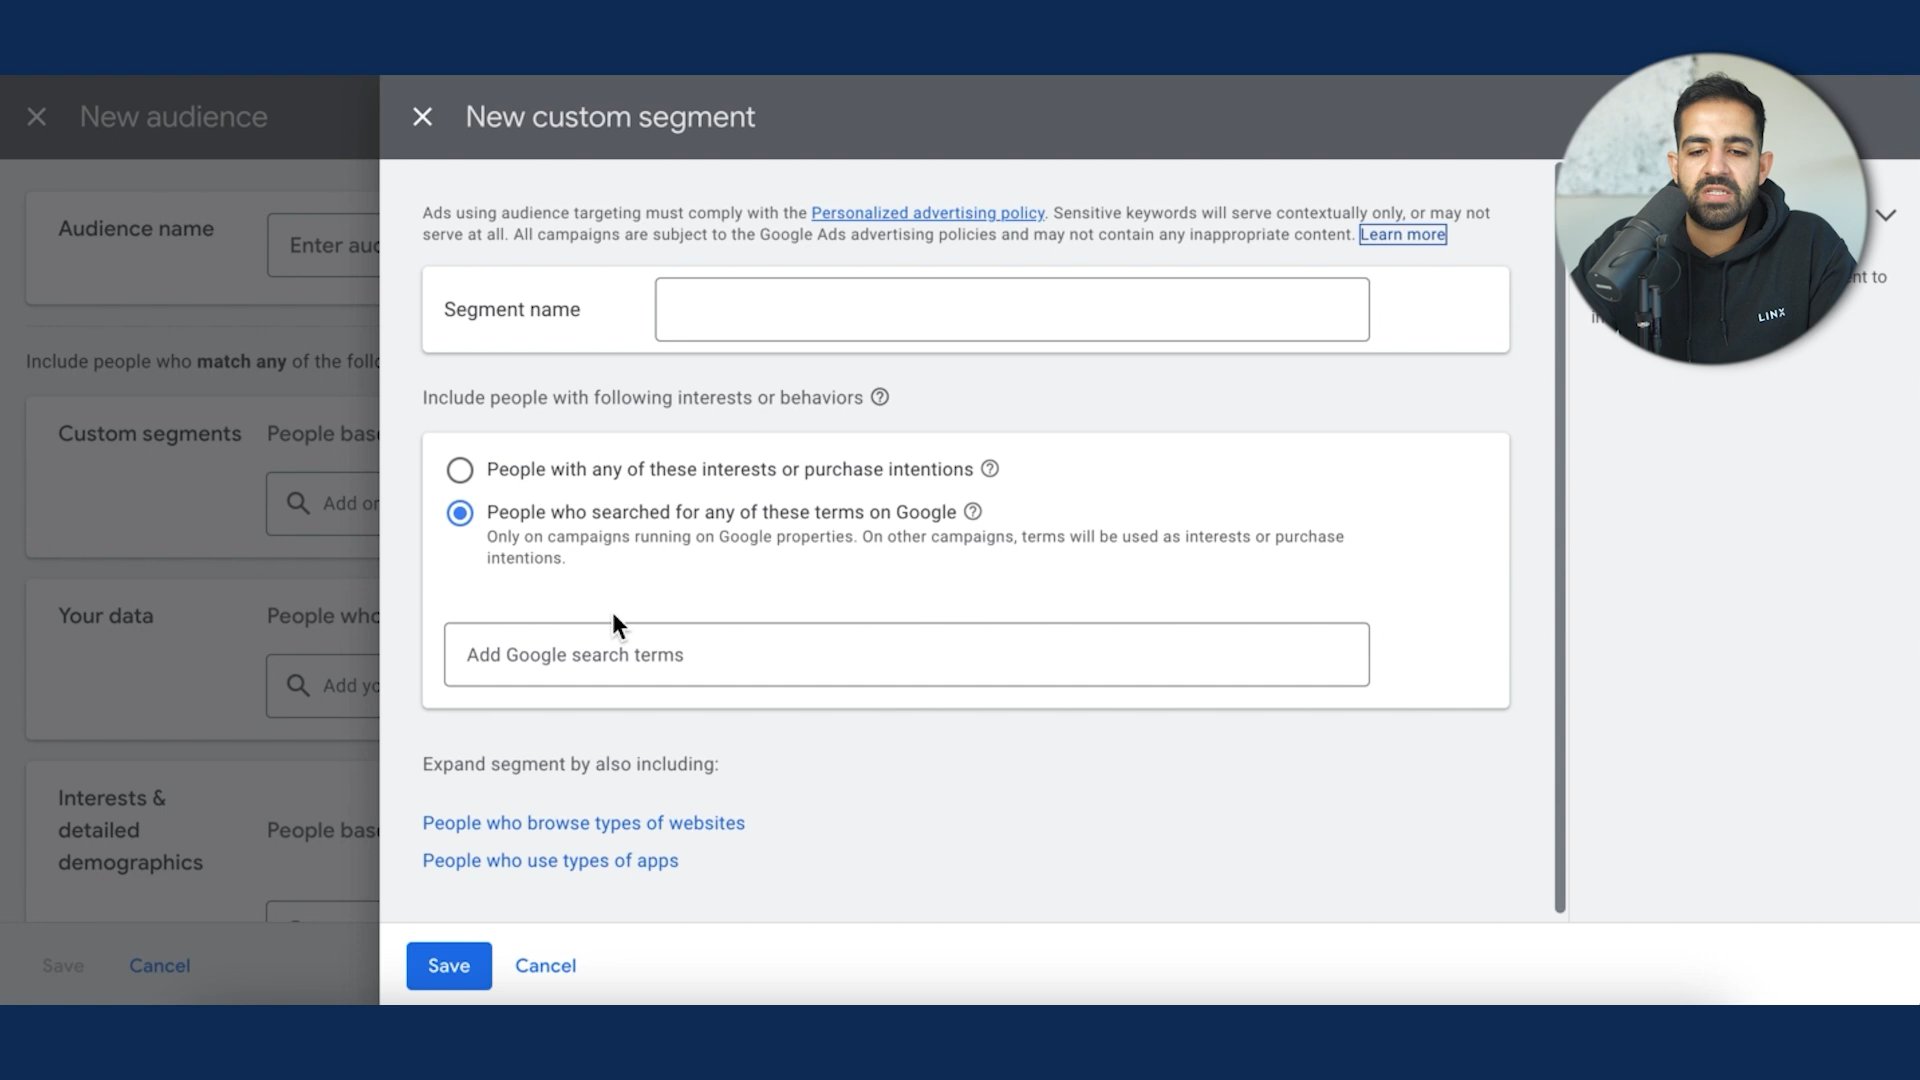 New audience
New custom segment
Audience name
Enter auc
Include people who match any of the follo
Custom segments
People bas
Add or
Your data
People who
Add yo
Interests &
detailed
demographics
People bas
Save
Cancel
Ads using audience targeting must comply with the Personalized advertising policy. Sensitive keywords will serve contextually only, or may not
serve at all. All campaigns are subject to the Google Ads advertising policies and may not contain any inappropriate content. Learn more
Segment name
Include people with following interests or behaviors
People with any of these interests or purchase intentions
People who searched for any of these terms on Google
Only on campaigns running on Google properties. On other campaigns, terms will be used as interests or purchase
intentions.
Add Google search terms
Expand segment by also including:
People who browse types of websites
People who use types of apps
Save
Cancel
LINX
nt to